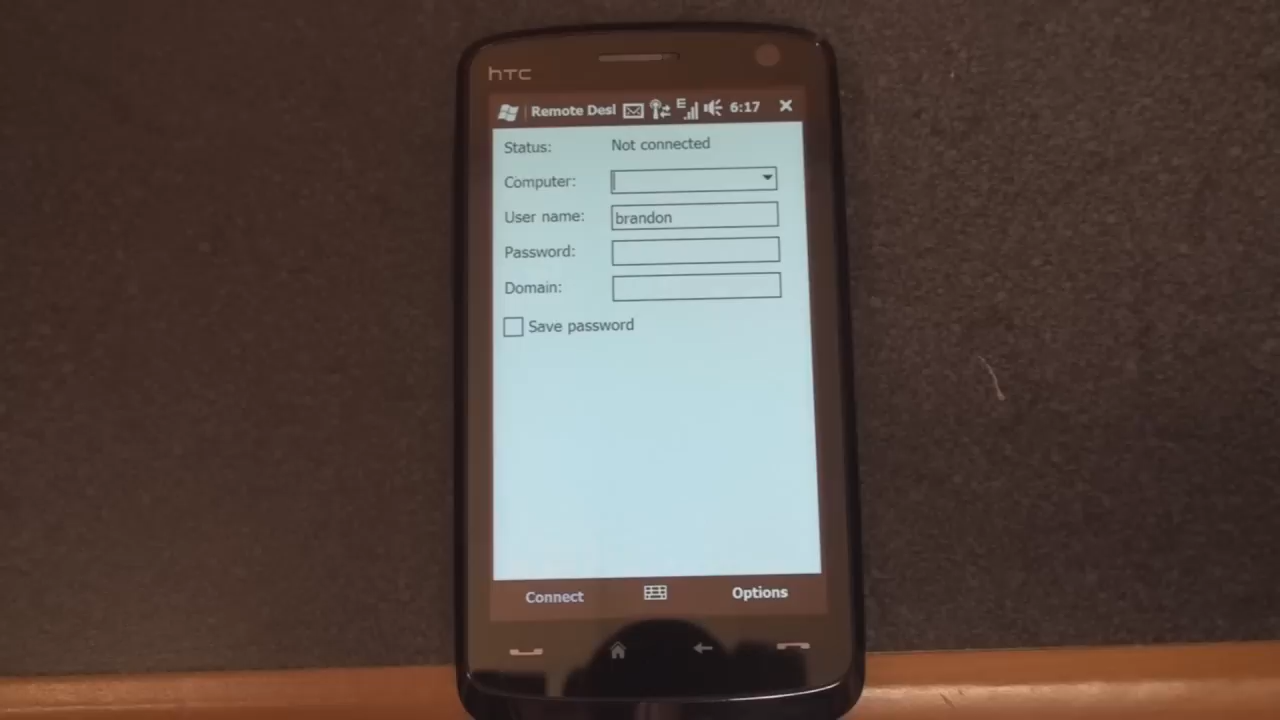 hTC
Remote Desl E 6:17
Status: Not connected
Computer:
User name: brandon
Password:
Domain:
Save password
Connect Options